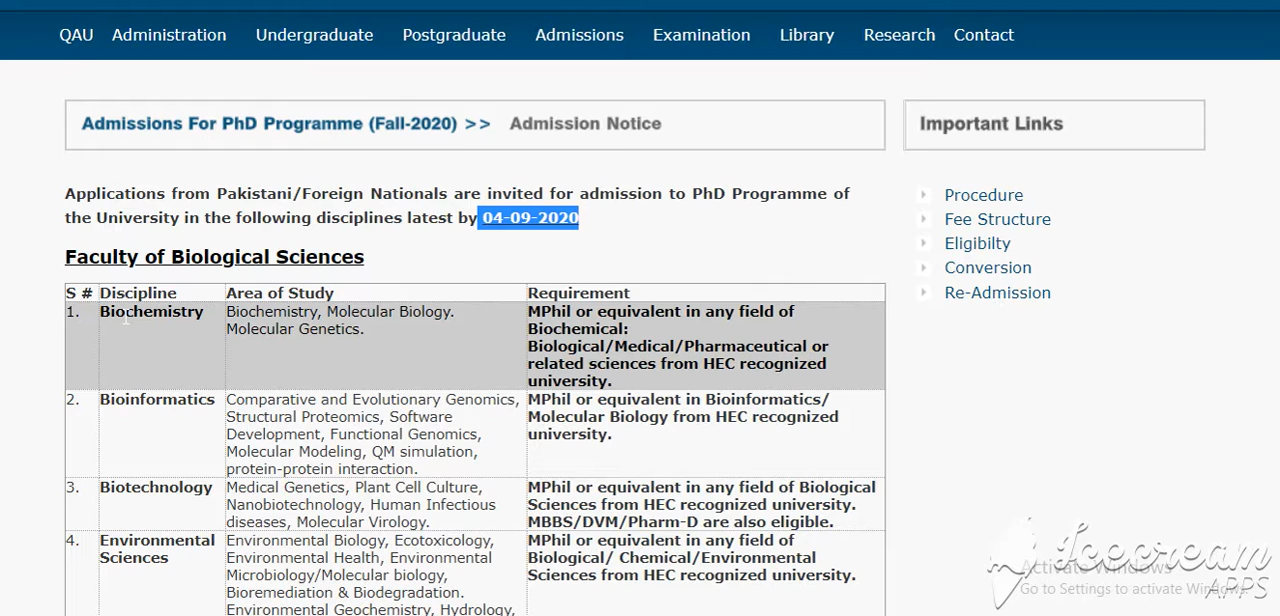 QAU Administration Undergraduate Postgraduate Admissions Examination Library Research Contact
Admissions For PhD Programme (Fall-2020) >> Admission Notice
Important Links
Applications from Pakistani/Foreign Nationals are invited for admission to PhD Programme of
the University in the following disciplines latest by 04-09-2020
Procedure
Fee Structure
Eligibilty
Conversion
Re-Admission
Faculty of Biological Sciences
S # Discipline Area of Study Requirement
1. Biochemistry Biochemistry, Molecular Biology. MPhil or equivalent in any field of
Molecular Genetics. Biochemical:
Biological/Medical/Pharmaceutical or
related sciences from HEC recognized
university.
2. Bioinformatics Comparative and Evolutionary Genomics, MPhil or equivalent in Bioinformatics/
Structural Proteomics, Software Molecular Biology from HEC recognized
Development, Functional Genomics, university.
Molecular Modeling, QM simulation,
protein-protein interaction.
3. Biotechnology Medical Genetics, Plant Cell Culture, MPhil or equivalent in any field of Biological
Nanobiotechnology, Human Infectious Sciences from HEC recognized university.
diseases, Molecular Virology. MBBS/DVM/Pharm-D are also eligible.
4. Environmental Environmental Biology, Ecotoxicology, MPhil or equivalent in any field of
Sciences Environmental Health, Environmental Biological/ Chemical/Environmental
Microbiology/Molecular biology, Sciences from HEC recognized university.
Bioremediation & Biodegradation.
Environmental Geochemistry, Hydrology,
Icecream
APPS
Activate Windows
Go to Settings to activate Windows.